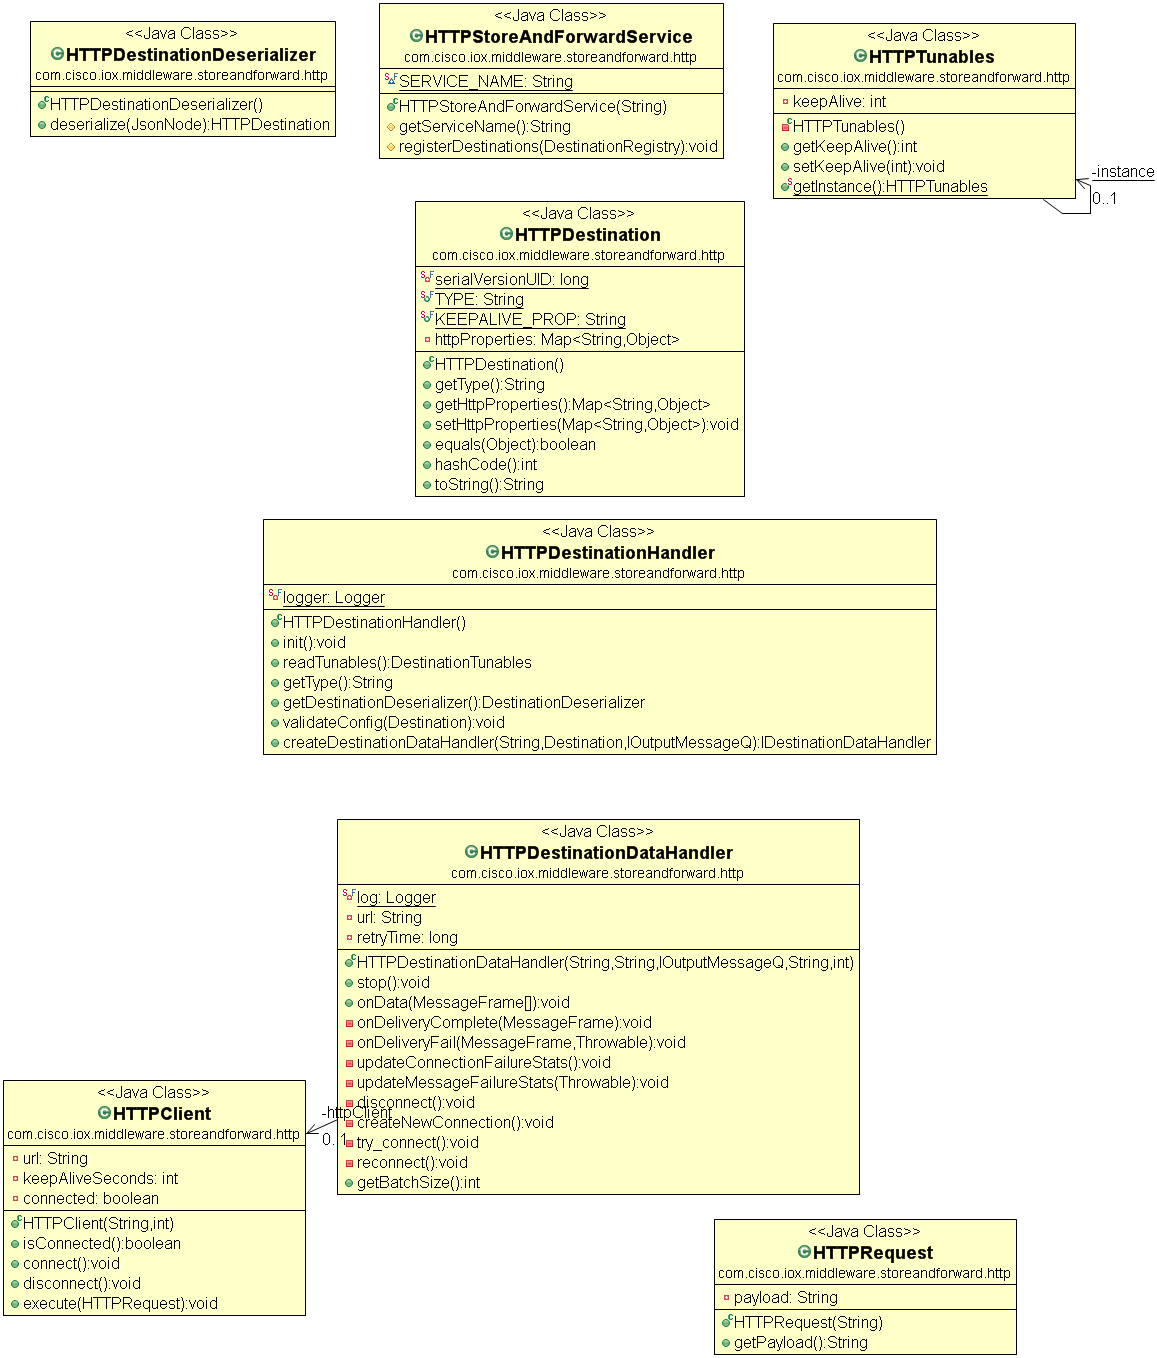 <<Java Class>>
HTTPDestinationDeserializer
com.cisco.iox.middleware.storeandforward.http
HTTPDestinationDeserializer()
deserialize(JsonNode):HTTPDestination
<<Java Class>>
HTTPStoreAndForwardService
com.cisco.iox.middleware.storeandforward.http
SERVICE_NAME: String
HTTPStoreAndForwardService(String)
getServiceName():String
registerDestinations(DestinationRegistry):void
<<Java Class>>
HTTPTunables
com.cisco.iox.middleware.storeandforward.http
keepAlive: int
HTTPTunables()
getKeepAlive():int
setKeepAlive(int):void
getInstance():HTTPTunables
-instance
0..1
<<Java Class>>
HTTPDestination
com.cisco.iox.middleware.storeandforward.http
serialVersionUID: long
TYPE: String
KEEPALIVE_PROP: String
httpProperties: Map<String,Object>
HTTPDestination()
getType():String
getHttpProperties():Map<String,Object>
setHttpProperties(Map<String,Object>):void
equals(Object):boolean
hashCode():int
toString():String
<<Java Class>>
HTTPDestinationHandler
com.cisco.iox.middleware.storeandforward.http
logger: Logger
HTTPDestinationHandler()
init():void
readTunables():DestinationTunables
getType():String
getDestinationDeserializer():DestinationDeserializer
validateConfig(Destination):void
createDestinationDataHandler(String,Destination,IOutputMessageQ):IDestinationDataHandler
<<Java Class>>
HTTPDestinationDataHandler
com.cisco.iox.middleware.storeandforward.http
log: Logger
url: String
retryTime: long
HTTPDestinationDataHandler(String,String,IOutputMessageQ,String,int)
stop():void
onData(MessageFrame[]):void
onDeliveryComplete(MessageFrame):void
onDeliveryFail(MessageFrame,Throwable):void
updateConnectionFailureStats():void
updateMessageFailureStats(Throwable):void
disconnect():void
createNewConnection():void
try_connect():void
reconnect():void
getBatchSize():int
-httpClient
0..1
<<Java Class>>
HTTPClient
com.cisco.iox.middleware.storeandforward.http
url: String
keepAliveSeconds: int
connected: boolean
HTTPClient(String,int)
isConnected():boolean
connect():void
disconnect():void
execute(HTTPRequest):void
<<Java Class>>
HTTPRequest
com.cisco.iox.middleware.storeandforward.http
payload: String
HTTPRequest(String)
getPayload():String